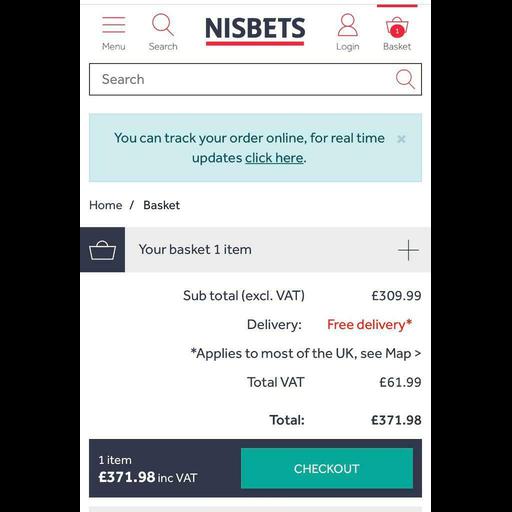 NISBETS
Menu
Search
Login
1
Basket
Search
You can track your order online, for real time
updates click here.
×
Home / Basket
Your basket 1 item
Sub total (excl. VAT) £309.99
Delivery: Free delivery*
*Applies to most of the UK, see Map >
Total VAT £61.99
Total: £371.98
1 item
£371.98 inc VAT
CHECKOUT